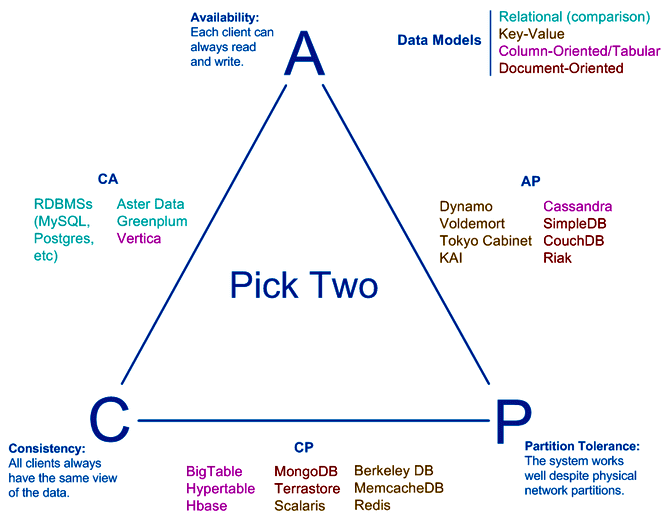 Availability:
Each client can
always read
and write.
A
Data Models
Relational (comparison)
Key-Value
Column-Oriented/Tabular
Document-Oriented
CA
RDBMSs
(MySQL,
Postgres,
etc)
Aster Data
Greenplum
Vertica
AP
Dynamo
Voldemort
Tokyo Cabinet
KAI
Cassandra
SimpleDB
CouchDB
Riak
Pick Two
C
P
Consistency:
All clients always
have the same view
of the data.
CP
BigTable
Hypertable
Hbase
MongoDB
Terrastore
Scalaris
Berkeley DB
MemcacheDB
Redis
Partition Tolerance:
The system works
well despite physical
network partitions.